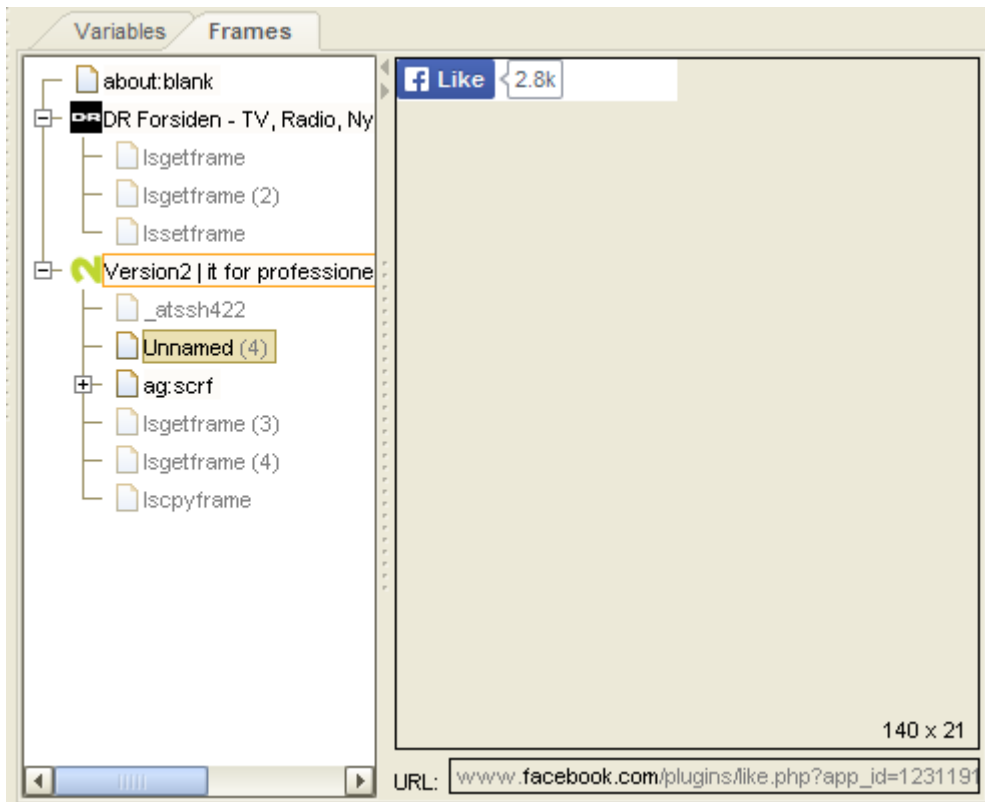 Variables Frames
about:blank
DR DR Forsiden - TV, Radio, Ny
lsgetframe
lsgetframe (2)
lssetframe
Version2 | it for professione
_atssh422
Unnamed (4)
ag:scrf
lsgetframe (3)
lsgetframe (4)
lscpyframe
Like 2.8k
140 x 21
URL: wwww.facebook.com/plugins/like.php?app_id=1231191